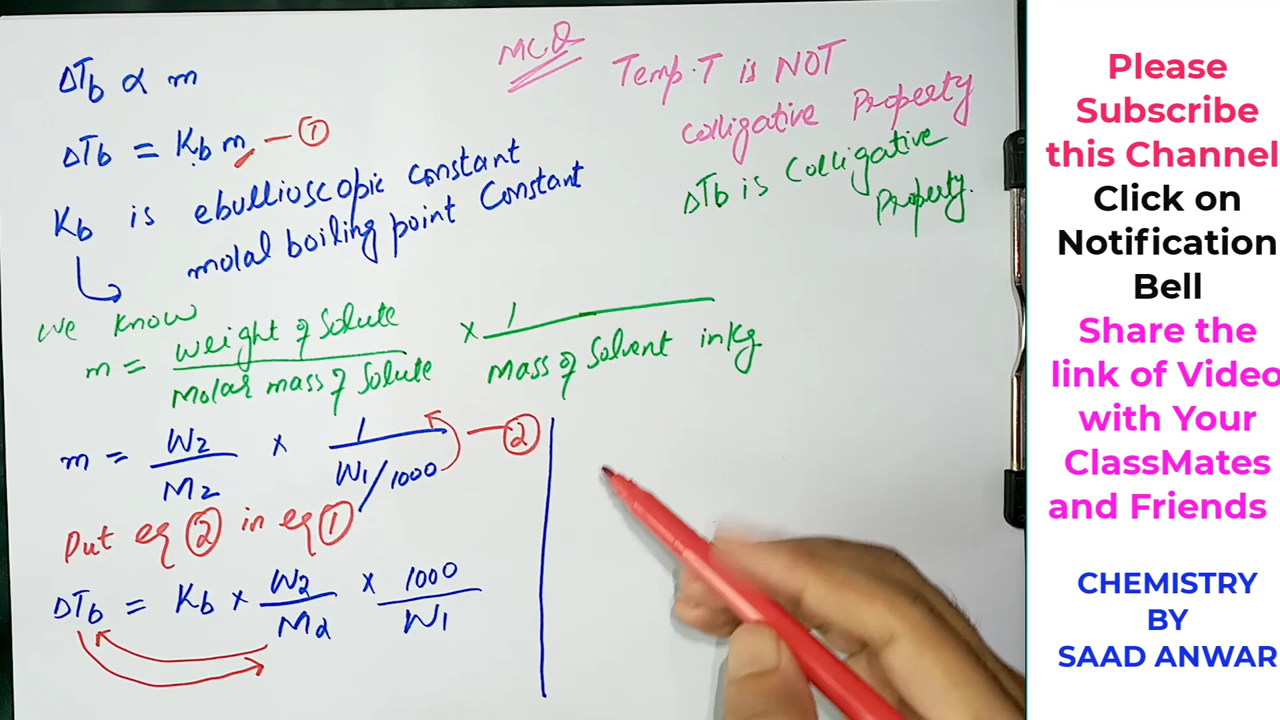 ΔTb α m
ΔTb = Kb m — ①
Kb is ebullioscopic constant
molal boiling point Constant
MCQ
Temp. T is NOT
Colligative Property
ΔTb is Colligative
Property.
We know
m = Weight of Solute / Molar mass of Solute × 1 / Mass of Solvent in Kg
m = W2 / M2 × 1 / W1/1000 — ②
Put eq ② in eq ①
ΔTb = Kb × W2 / M2 × 1000 / W1
Please
Subscribe
this Channel
Click on
Notification
Bell
Share the
link of Video
with Your
ClassMates
and Friends
CHEMISTRY
BY
SAAD ANWAR